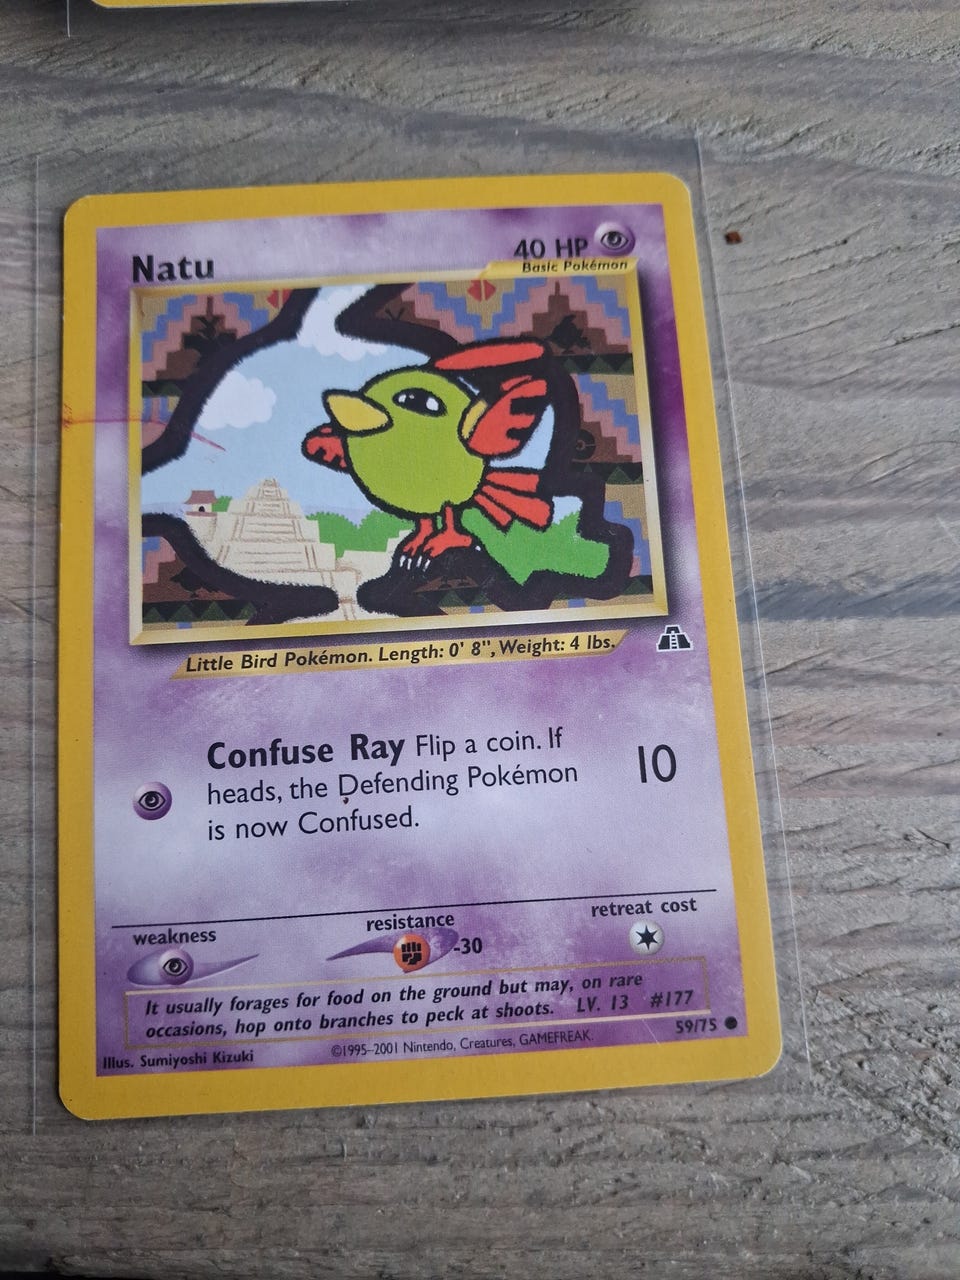 Natu
40 HP
Basic Pokémon
Little Bird Pokémon. Length: 0' 8", Weight: 4 lbs.
Confuse Ray Flip a coin. If
heads, the Defending Pokémon
is now Confused.
10
weakness
resistance
-30
retreat cost
It usually forages for food on the ground but may, on rare
occasions, hop onto branches to peck at shoots. LV. 13 #177
Illus. Sumiyoshi Kizuki
©1995–2001 Nintendo, Creatures, GAMEFREAK.
59/75